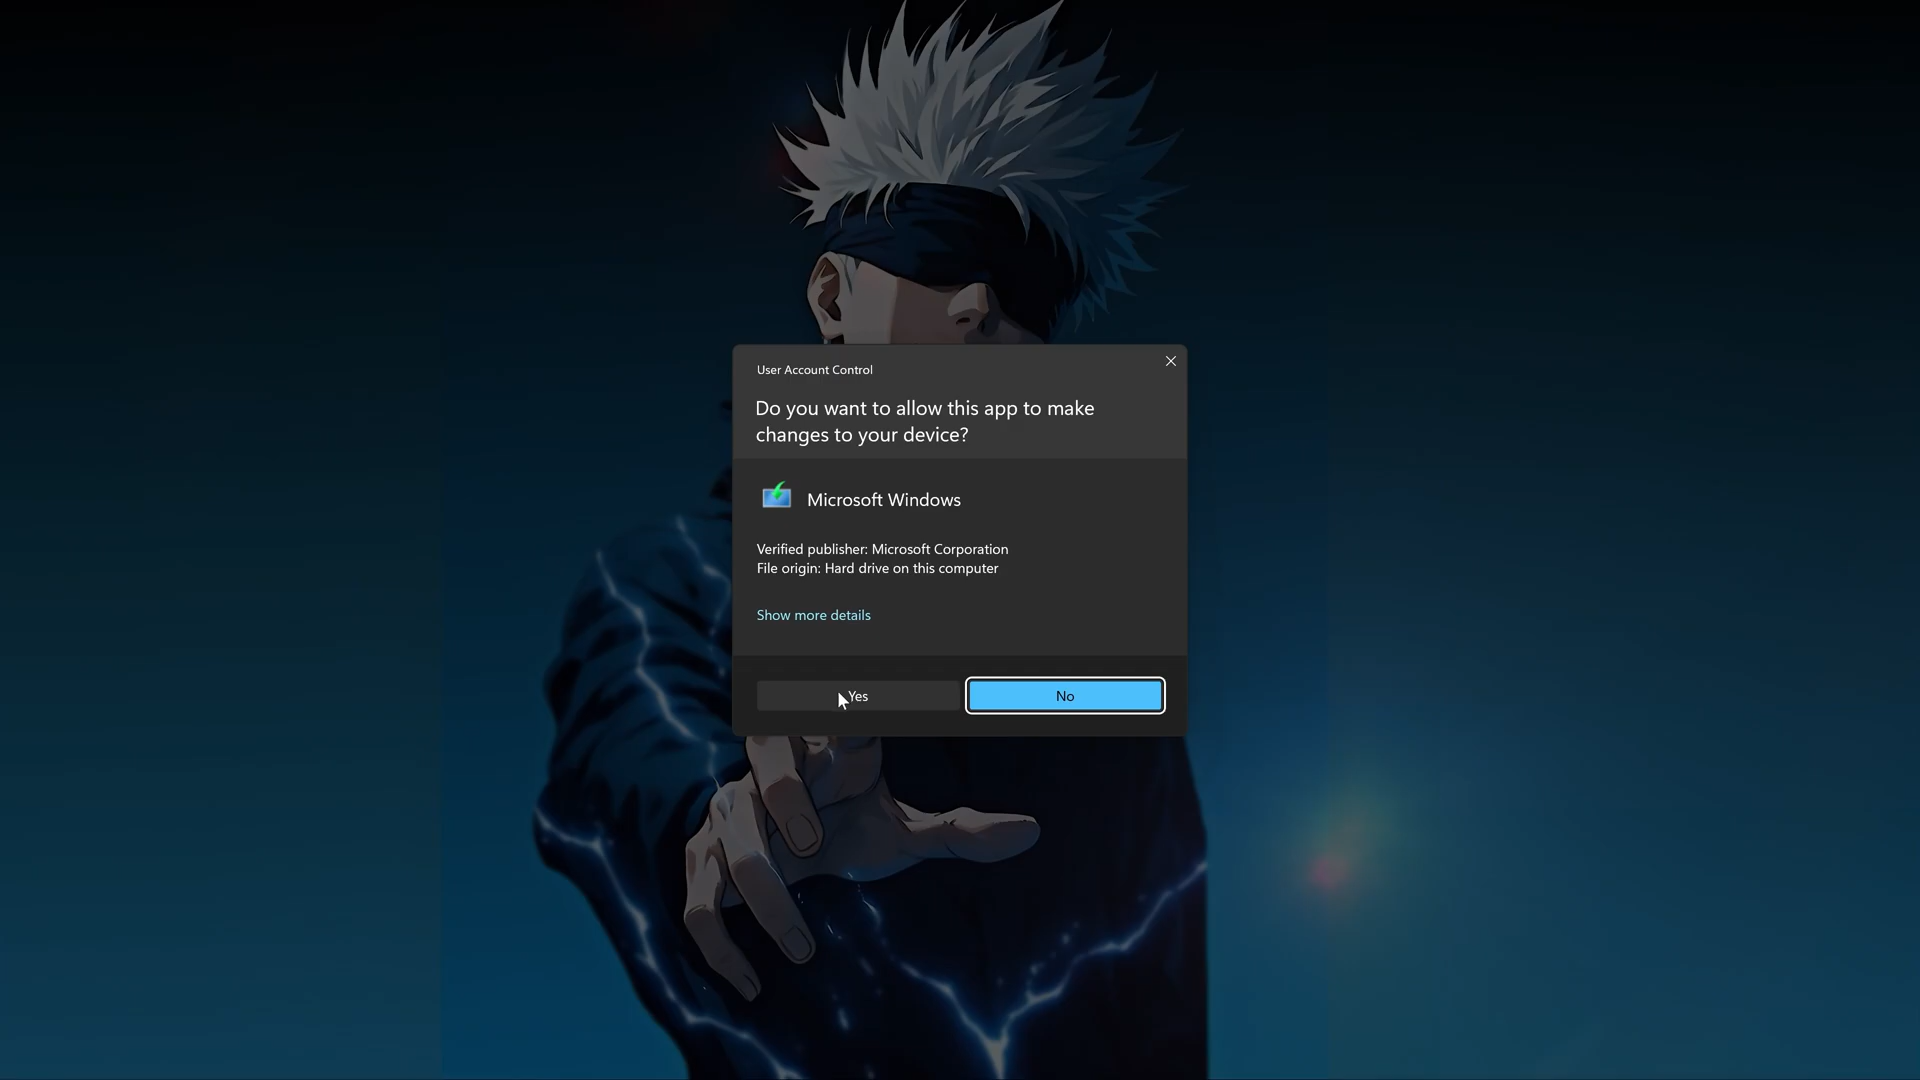 User Account Control
Do you want to allow this app to make
changes to your device?
Microsoft Windows
Verified publisher: Microsoft Corporation
File origin: Hard drive on this computer
Show more details
Yes
No